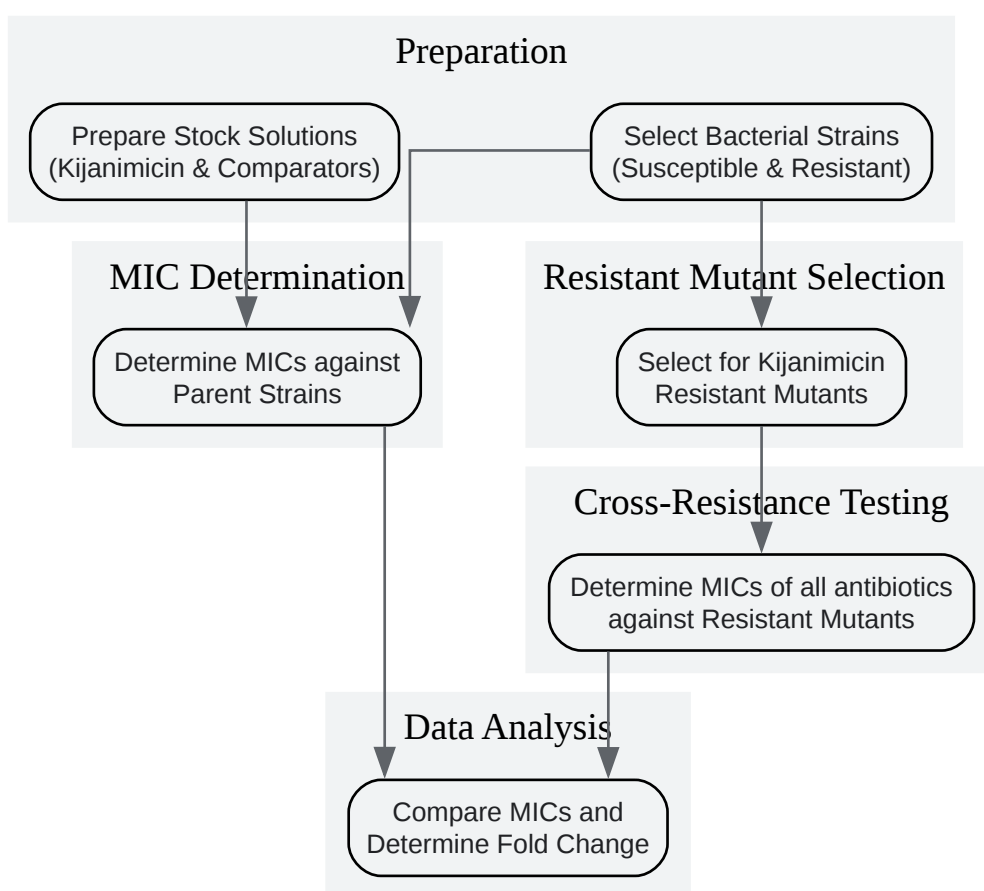 Preparation
Prepare Stock Solutions
(Kijanimicin & Comparators)
Select Bacterial Strains
(Susceptible & Resistant)
MIC Determination
Determine MICs against
Parent Strains
Resistant Mutant Selection
Select for Kijanimicin
Resistant Mutants
Cross-Resistance Testing
Determine MICs of all antibiotics
against Resistant Mutants
Data Analysis
Compare MICs and
Determine Fold Change